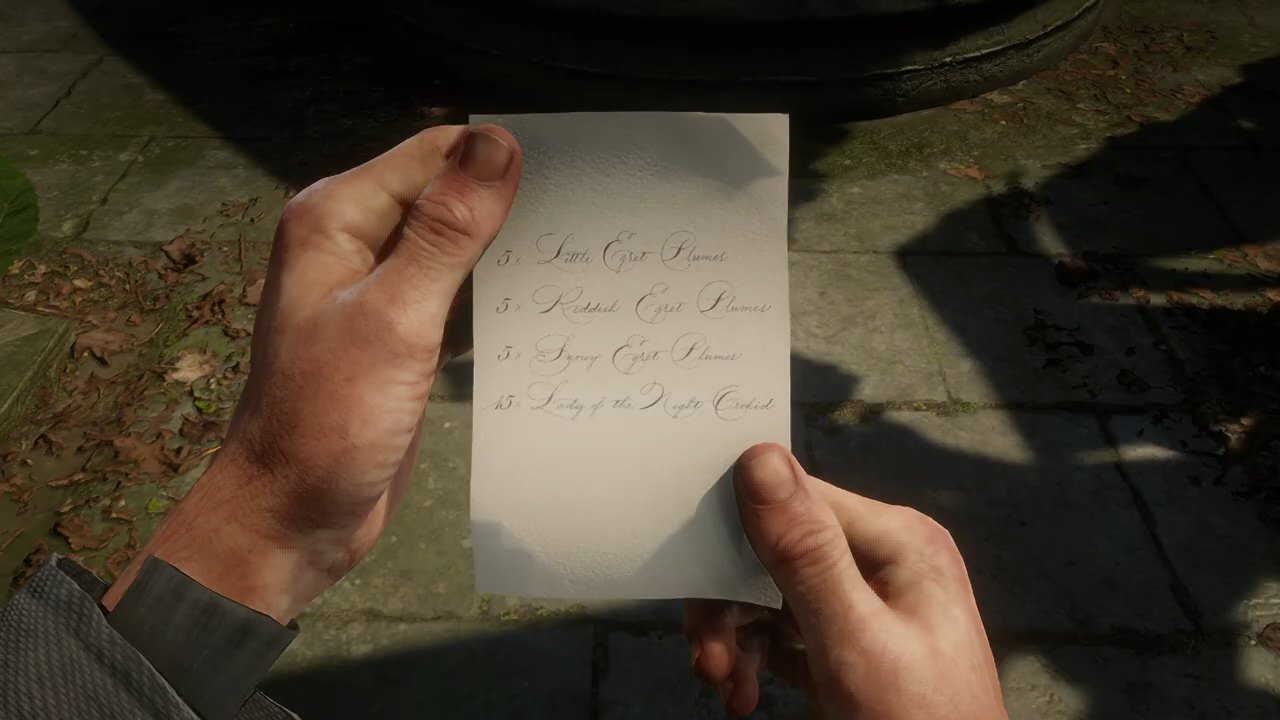 5x Little Egret Plumes
5x Reddish Egret Plumes
5x Snowy Egret Plumes
15x Lady of the Night Orchid